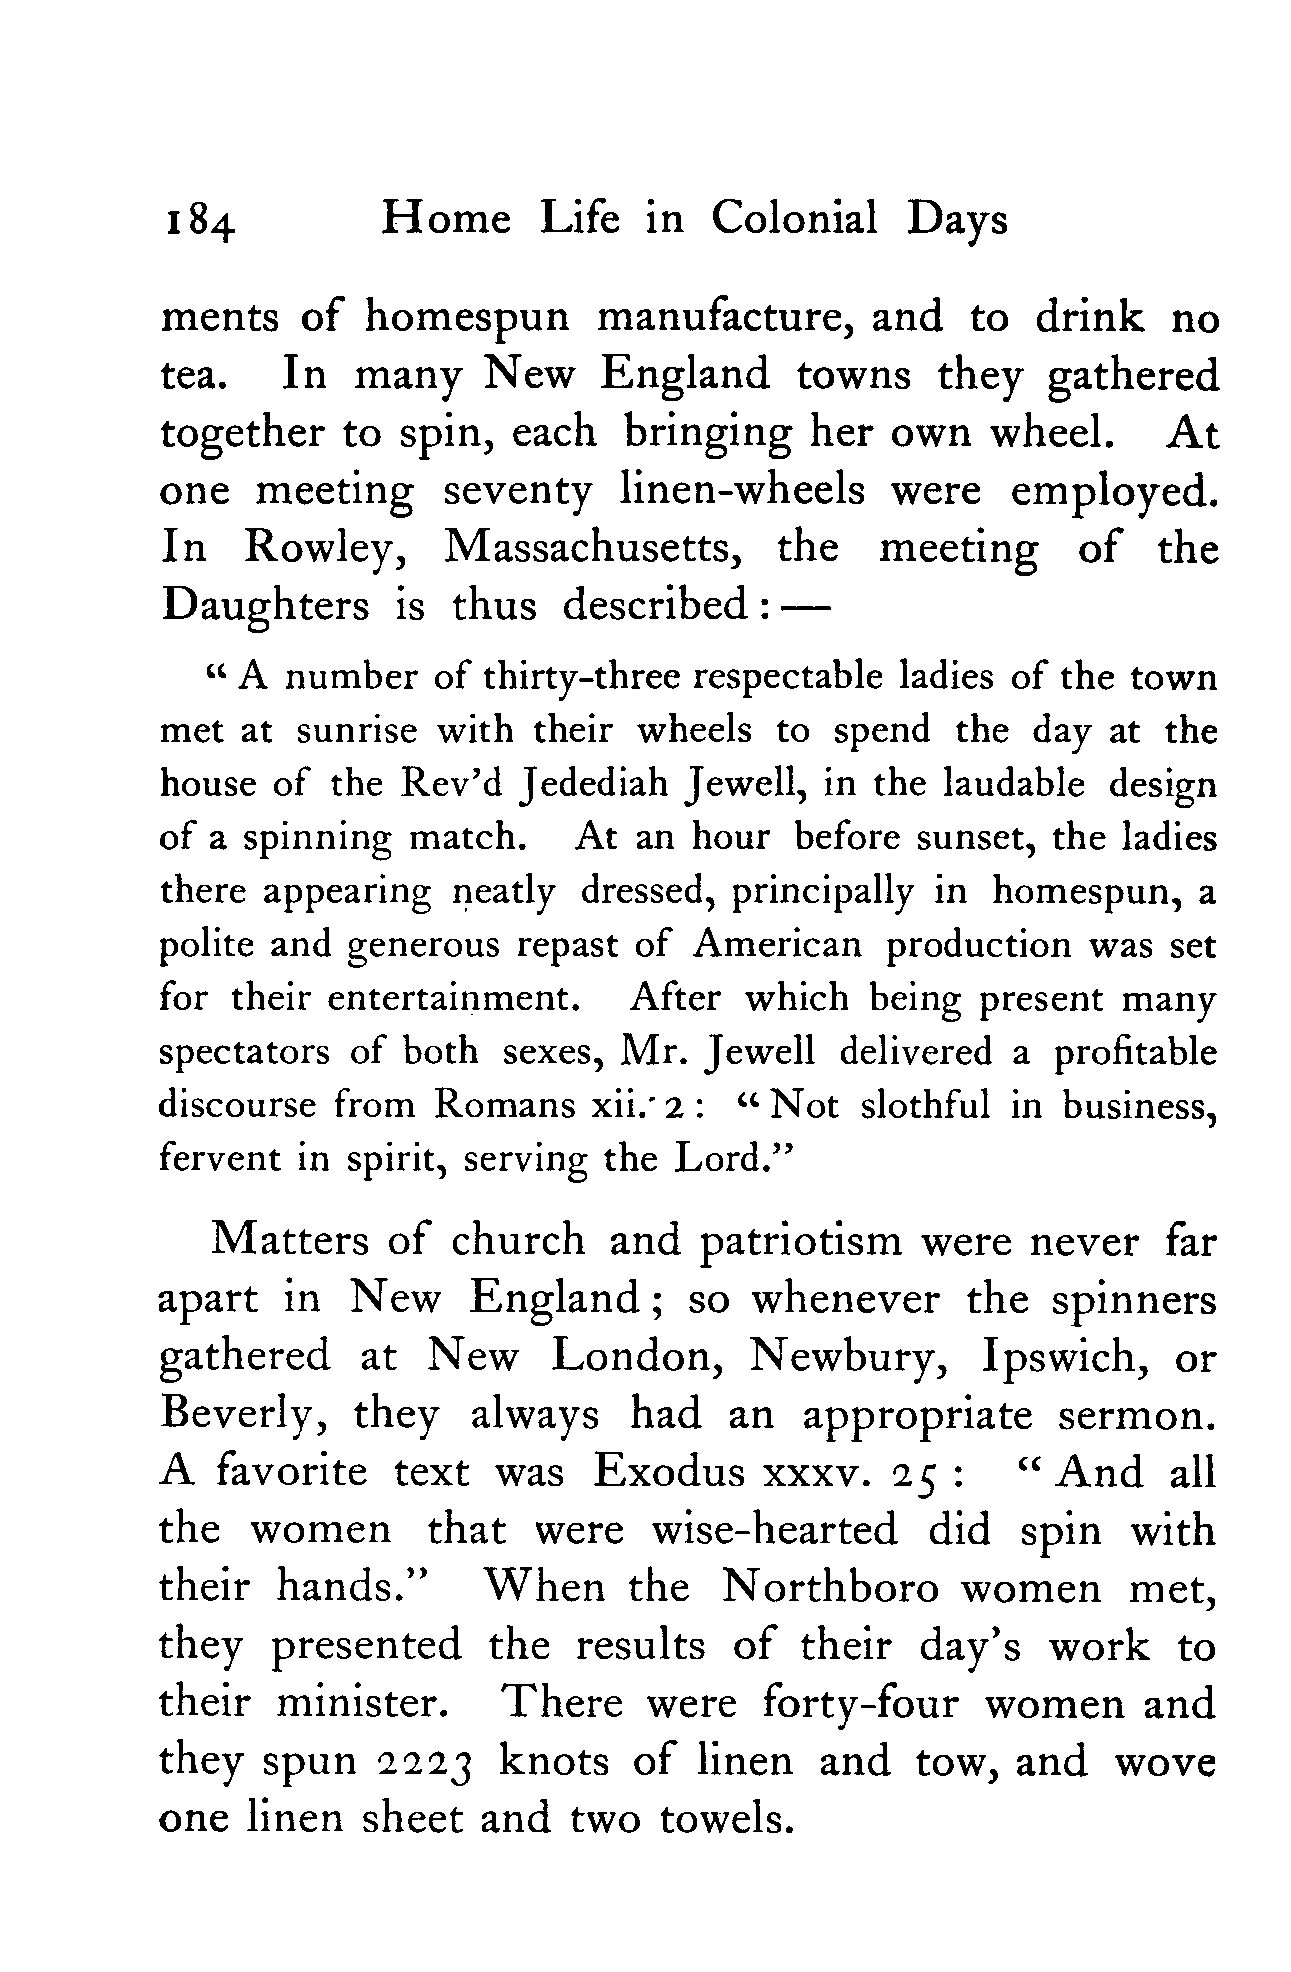 184 Home Life in Colonial Days
ments of homespun manufacture, and to drink no
tea. In many New England towns they gathered
together to spin, each bringing her own wheel. At
one meeting seventy linen-wheels were employed.
In Rowley, Massachusetts, the meeting of the
Daughters is thus described : —
“ A number of thirty-three respectable ladies of the town
met at sunrise with their wheels to spend the day at the
house of the Rev’d Jedediah Jewell, in the laudable design
of a spinning match. At an hour before sunset, the ladies
there appearing neatly dressed, principally in homespun, a
polite and generous repast of American production was set
for their entertainment. After which being present many
spectators of both sexes, Mr. Jewell delivered a profitable
discourse from Romans xii. 2 : “ Not slothful in business,
fervent in spirit, serving the Lord.”
Matters of church and patriotism were never far
apart in New England ; so whenever the spinners
gathered at New London, Newbury, Ipswich, or
Beverly, they always had an appropriate sermon.
A favorite text was Exodus xxxv. 25 : “ And all
the women that were wise-hearted did spin with
their hands.” When the Northboro women met,
they presented the results of their day’s work to
their minister. There were forty-four women and
they spun 2223 knots of linen and tow, and wove
one linen sheet and two towels.